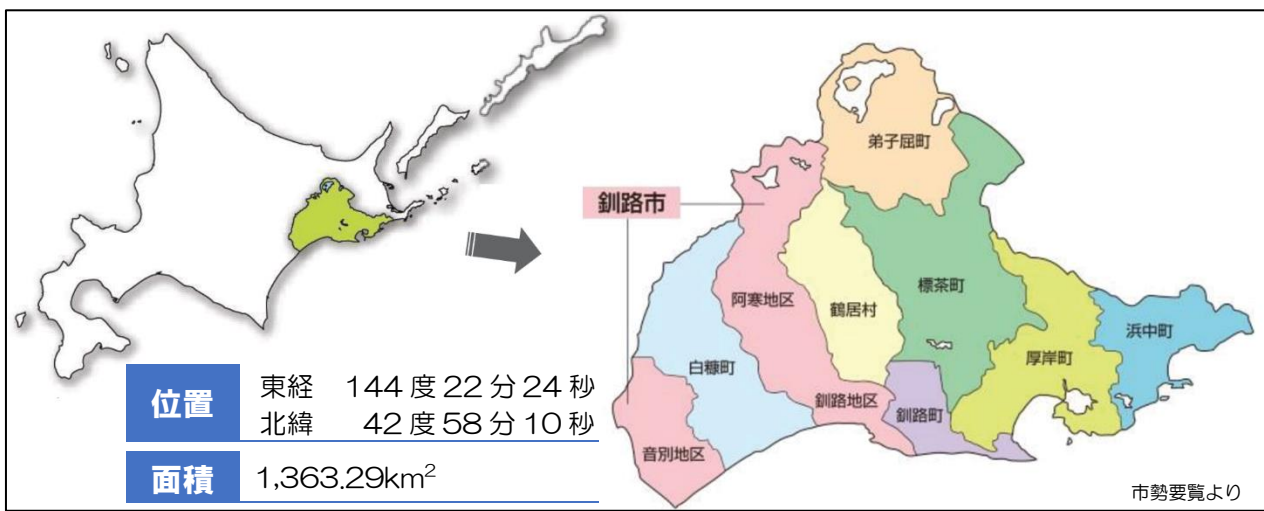 弟子屈町
釧路市
標茶町
阿寒地区
鶴居村
浜中町
厚岸町
白糠町
釧路地区
釧路町
音別地区
位置
東経 144度22分24秒
北緯 42度58分10秒
面積
1,363.29km²
市勢要覧より